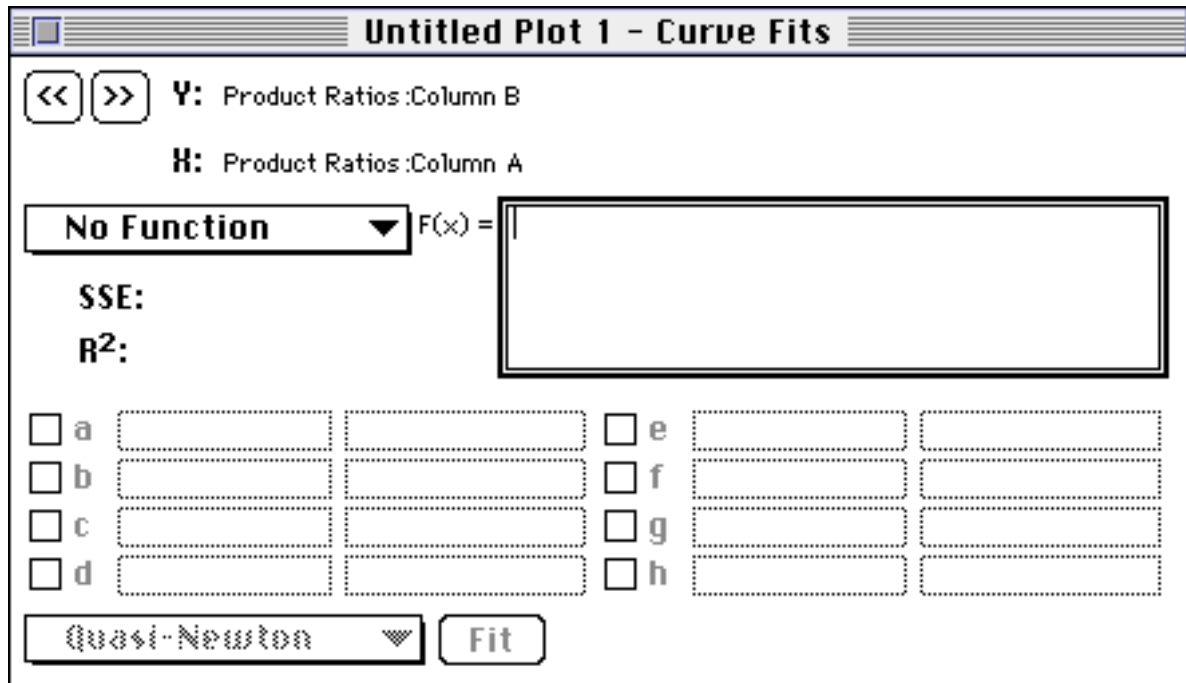 Untitled Plot 1 - Curve Fits
<< >> Y: Product Ratios:Column B
X: Product Ratios:Column A
No Function F(x) =
SSE:
R²:
a e
b f
c g
d h
Quasi-Newton Fit